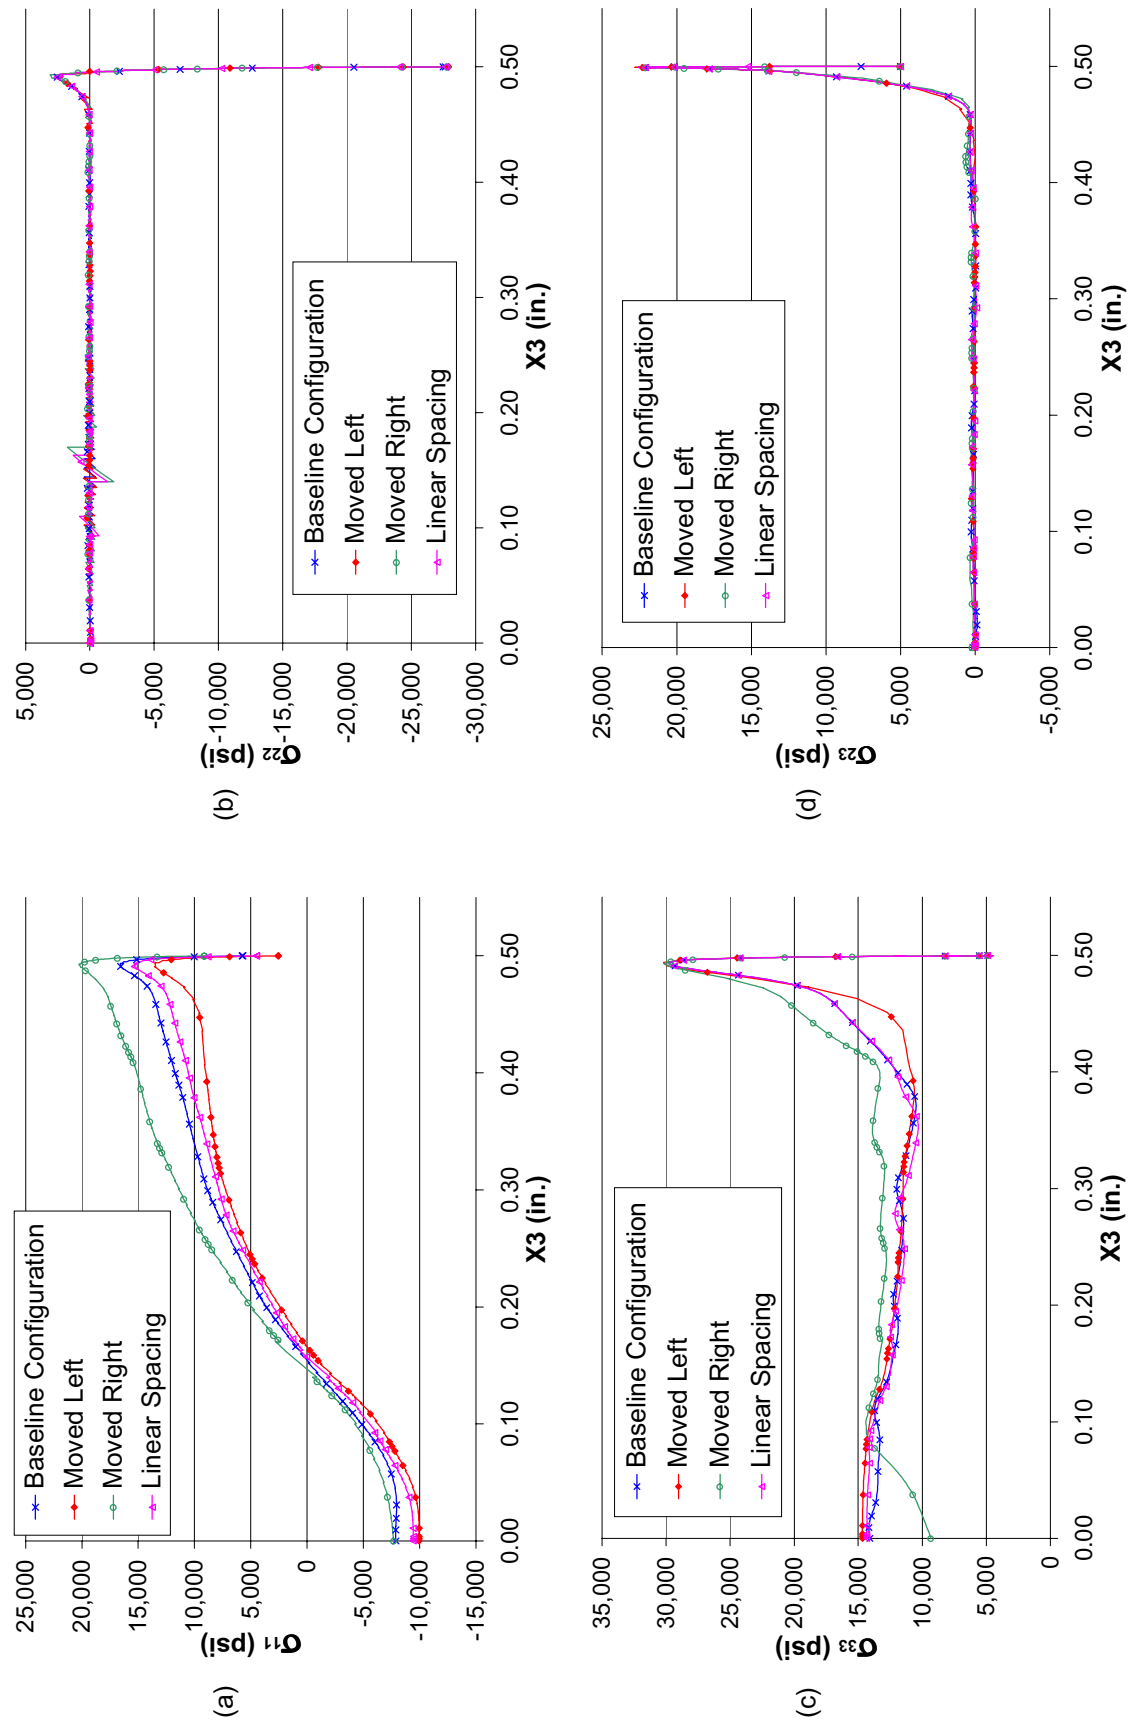 (a)
σ11 (psi)
25,000
20,000
15,000
10,000
5,000
0
-5,000
-10,000
-15,000
0.00
0.10
0.20
0.30
0.40
0.50
X3 (in.)
Baseline Configuration
Moved Left
Moved Right
Linear Spacing
(b)
σ22 (psi)
5,000
0
-5,000
-10,000
-15,000
-20,000
-25,000
-30,000
0.00
0.10
0.20
0.30
0.40
0.50
X3 (in.)
Baseline Configuration
Moved Left
Moved Right
Linear Spacing
(c)
σ33 (psi)
35,000
30,000
25,000
20,000
15,000
10,000
5,000
0
0.00
0.10
0.20
0.30
0.40
0.50
X3 (in.)
Baseline Configuration
Moved Left
Moved Right
Linear Spacing
(d)
σ23 (psi)
25,000
20,000
15,000
10,000
5,000
0
-5,000
0.00
0.10
0.20
0.30
0.40
0.50
X3 (in.)
Baseline Configuration
Moved Left
Moved Right
Linear Spacing